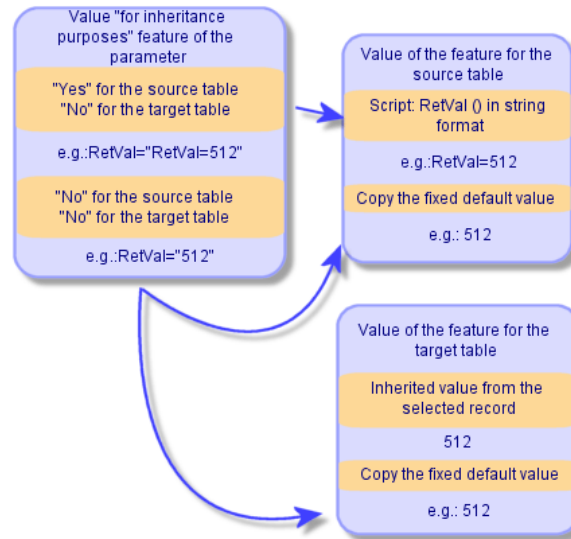 Value "for inheritance
purposes" feature of the
parameter
"Yes" for the source table
"No" for the target table
e.g.:RetVal="RetVal=512"
"No" for the source table
"No" for the target table
e.g.:RetVal="512"
Value of the feature for the
source table
Script: RetVal () in string
format
e.g.:RetVal=512
Copy the fixed default value
e.g.: 512
Value of the feature for the
target table
Inherited value from the
selected record
512
Copy the fixed default value
e.g.: 512